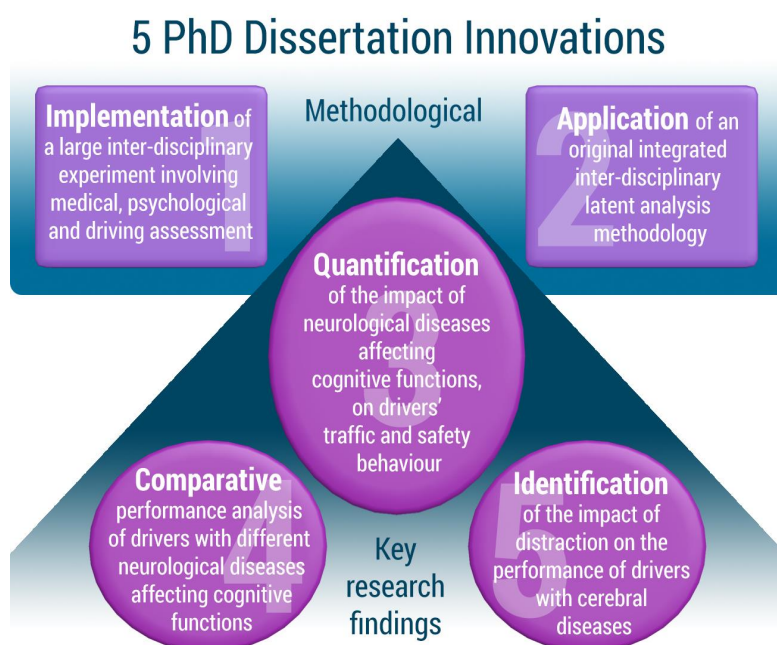 5 PhD Dissertation Innovations
Methodological
1
Implementation of
a large inter-disciplinary
experiment involving
medical, psychological
and driving assessment
2
Application of an
original integrated
inter-disciplinary
latent analysis
methodology
3
Quantification
of the impact of
neurological diseases
affecting
cognitive functions,
on drivers’
traffic and safety
behaviour
4
Comparative
performance analysis
of drivers with different
neurological diseases
affecting cognitive
functions
Key
research
findings
5
Identification
of the impact of
distraction on the
performance of drivers
with cerebral
diseases